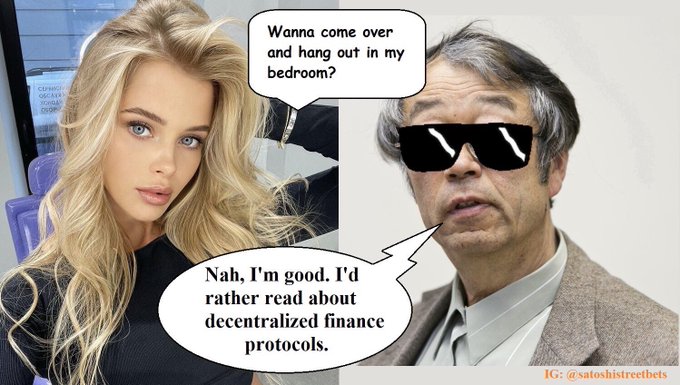 Wanna come over
and hang out in my
bedroom?
Nah, I'm good. I'd
rather read about
decentralized finance
protocols.
IG: @satoshistreetbets